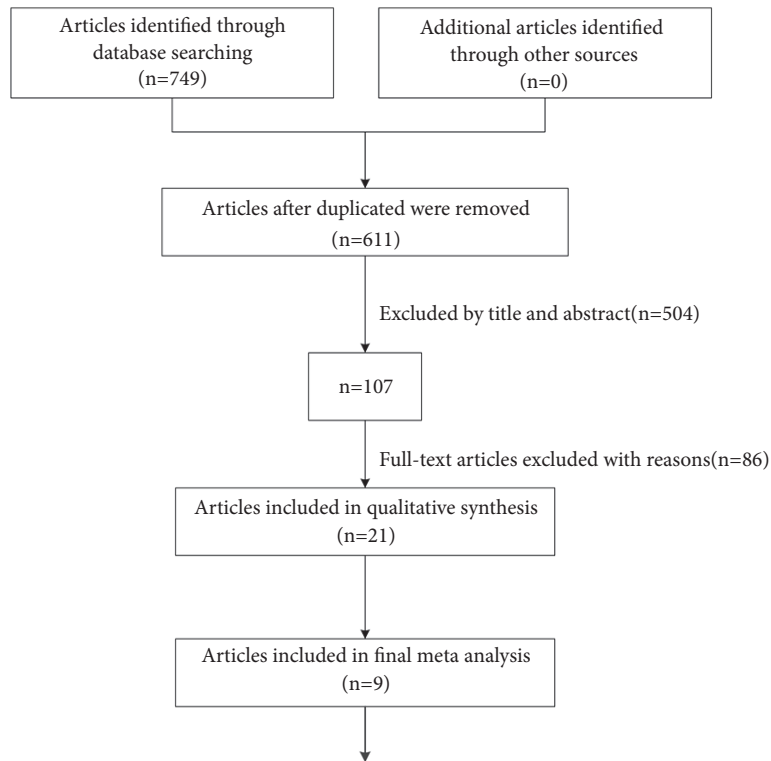 Articles identified through
database searching
(n=749)
Additional articles identified
through other sources
(n=0)
Articles after duplicated were removed
(n=611)
Excluded by title and abstract(n=504)
n=107
Full-text articles excluded with reasons(n=86)
Articles included in qualitative synthesis
(n=21)
Articles included in final meta analysis
(n=9)